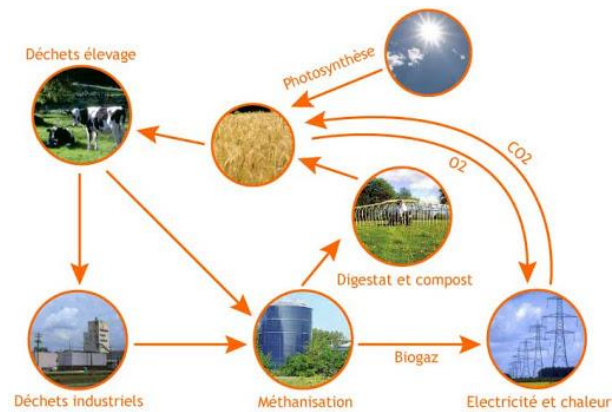 Déchets élevage
Photosynthèse
CO2
O2
Digestat et compost
Biogaz
Déchets industriels
Méthanisation
Electricité et chaleur